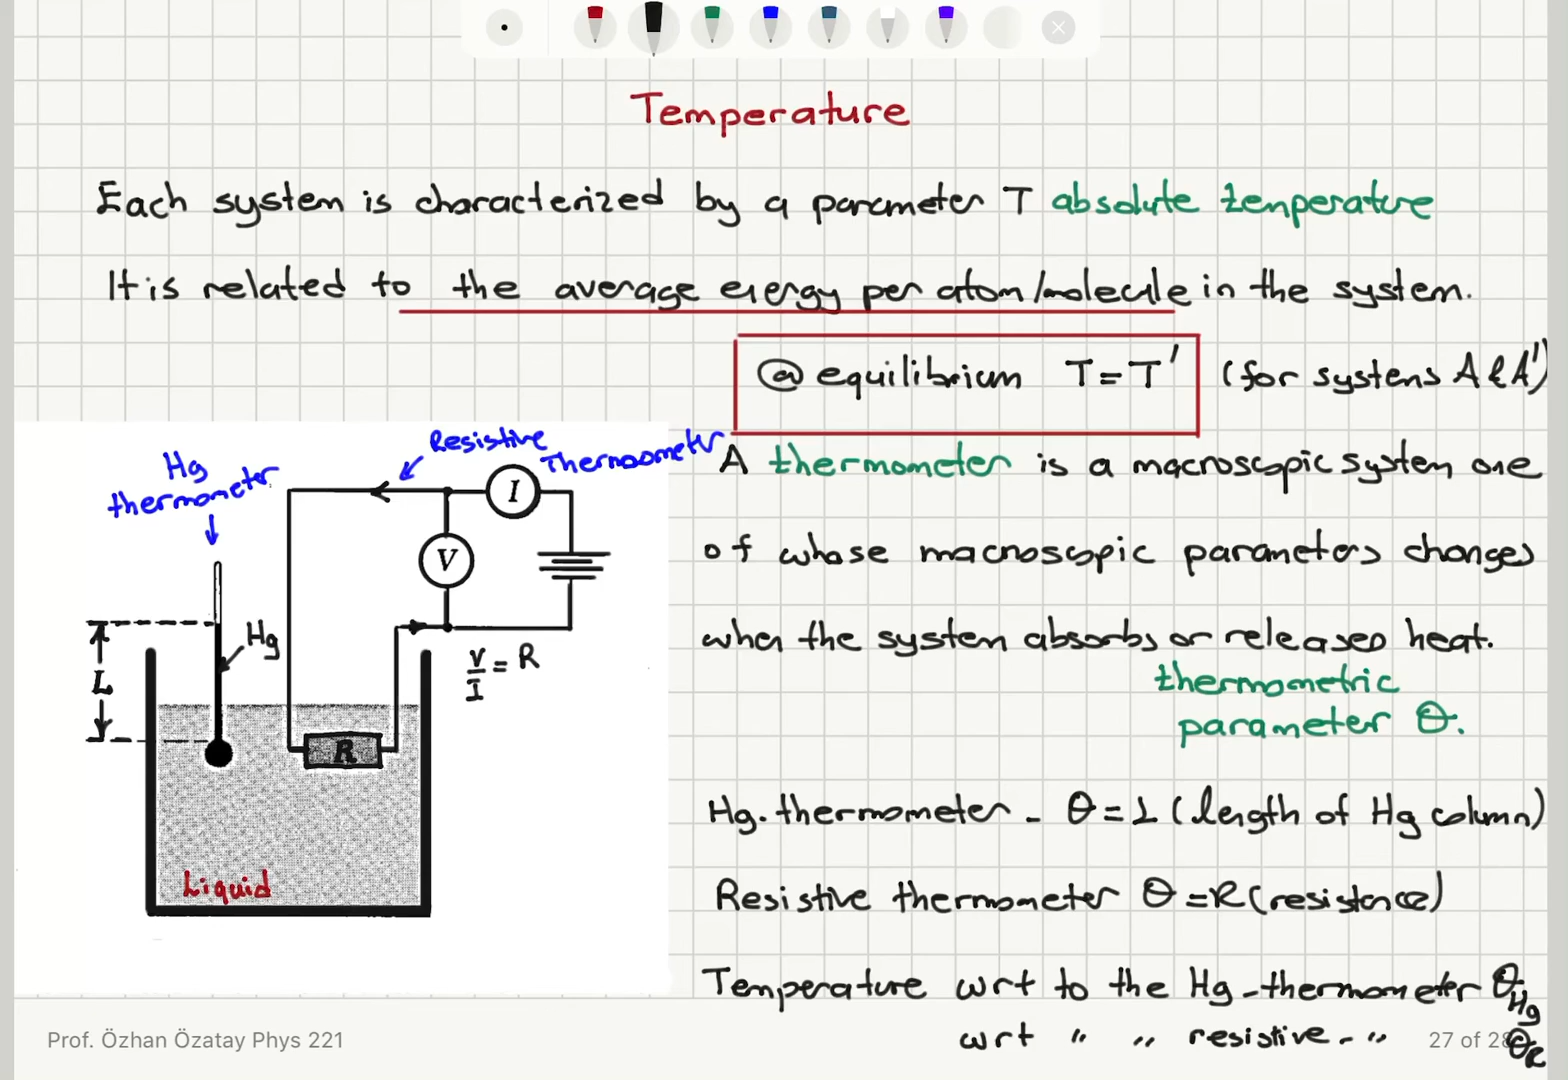 Temperature
Each system is characterized by a parameter T absolute temperature
It is related to the average energy per atom/molecule in the system.
@ equilibrium T = T' (for systems A & A')
Hg
thermometer
Resistive
Thermometer
I
V
Hg
L
V/I = R
R
Liquid
A thermometer is a macroscopic system one
of whose macroscopic parameters changes
when the system absorbs or releases heat.
thermometric
parameter θ.
Hg. thermometer - θ = L (length of Hg column)
Resistive thermometer θ = R (resistance)
Temperature wrt to the Hg-thermometer θHg
wrt " " resistive - " θR
Prof. Özhan Özatay Phys 221
27 of 28